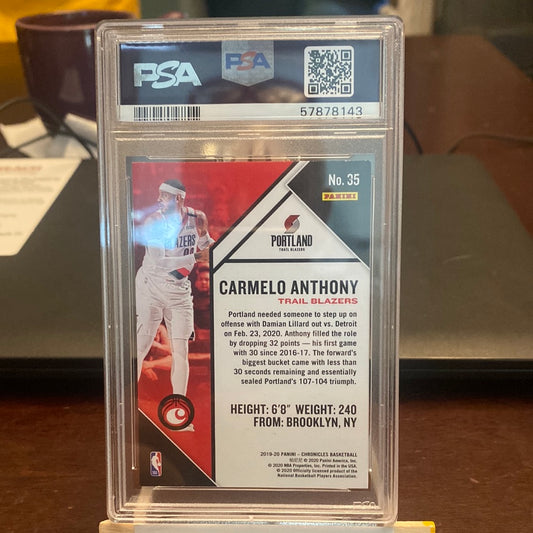 PSA
PSA
57878143
No. 35
PANINI
PORTLAND
TRAIL BLAZERS
BLAZERS
CARMELO ANTHONY
TRAIL BLAZERS
Portland needed someone to step up on
offense with Damian Lillard out vs. Detroit
on Feb. 23, 2020. Anthony filled the role
by dropping 32 points — his first game
with 30 since 2016-17. The forward's
biggest bucket came with less than
30 seconds remaining and essentially
sealed Portland's 107-104 triumph.
HEIGHT: 6'8" WEIGHT: 240
FROM: BROOKLYN, NY
2019-20 PANINI – CHRONICLES BASKETBALL
© 2020 Panini America, Inc.
© 2020 NBA Properties, Inc. Printed in the USA.
© 2020 Officially licensed product of the
National Basketball Players Association.
NBA